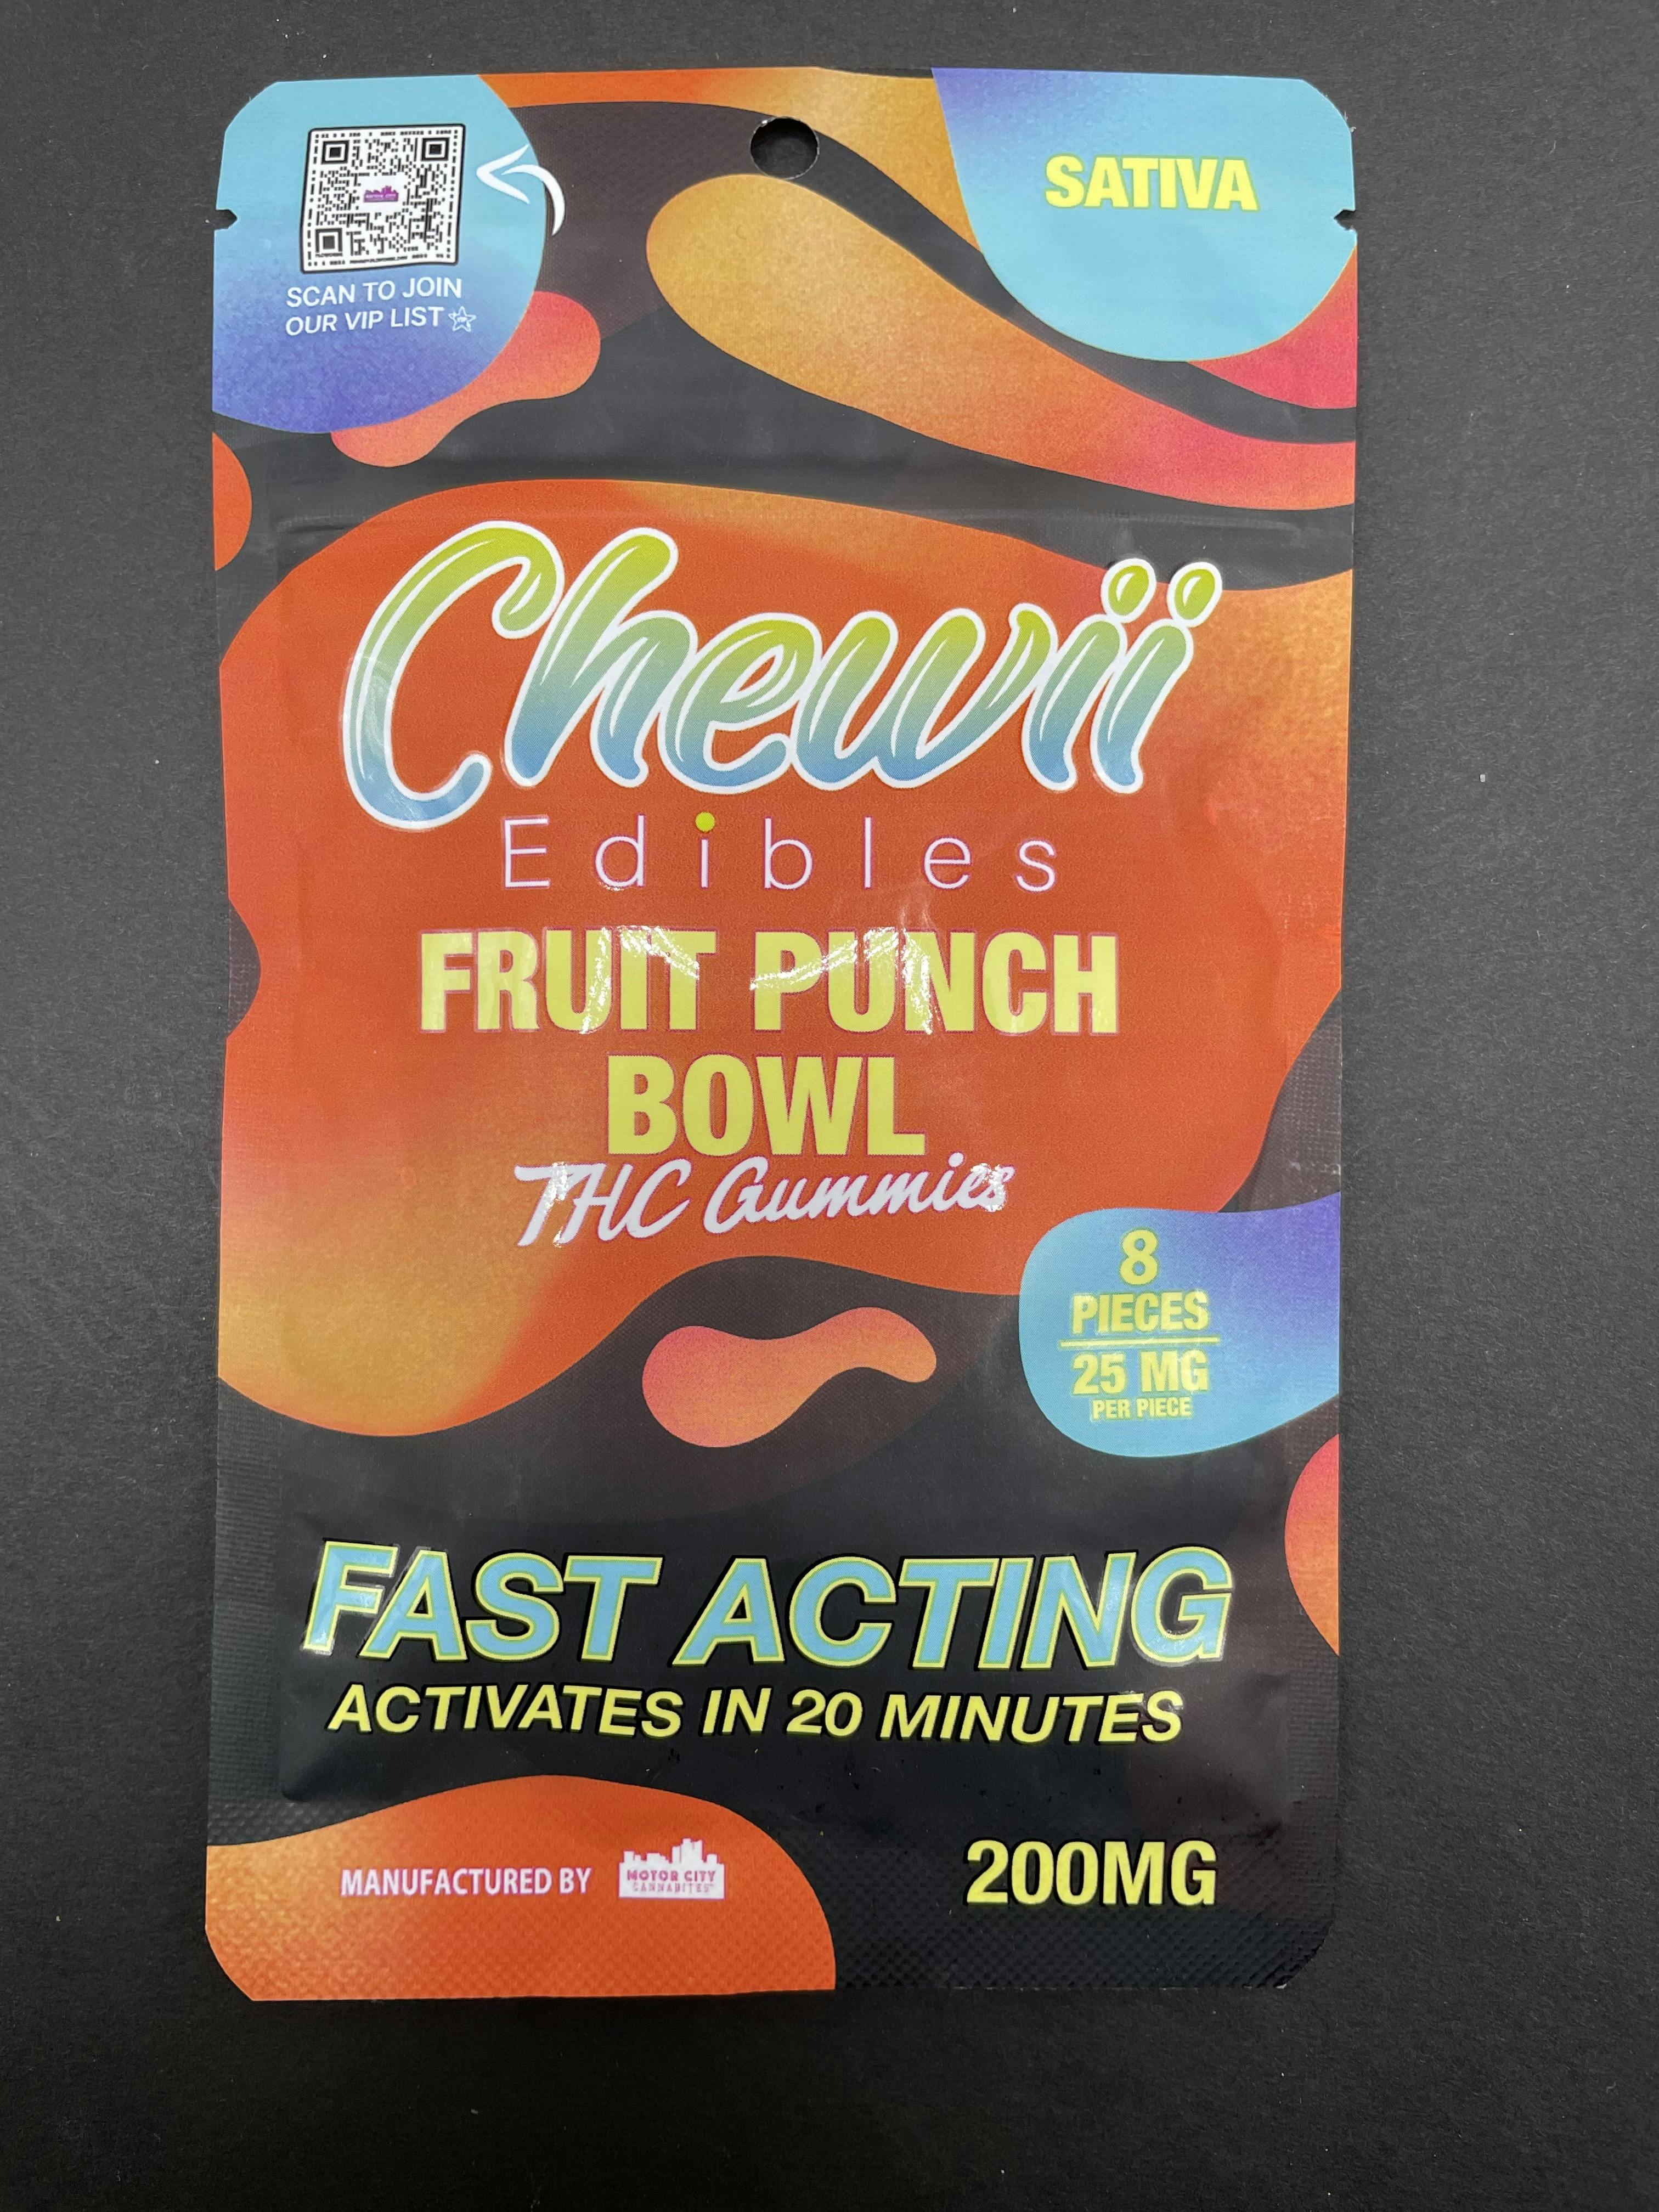 SCAN TO JOIN
OUR VIP LIST
SATIVA
Chewii
Edibles
FRUIT PUNCH
BOWL
THC Gummies
8
PIECES
25 MG
PER PIECE
FAST ACTING
ACTIVATES IN 20 MINUTES
MANUFACTURED BY
MOTOR CITY
CANNABITES
200MG